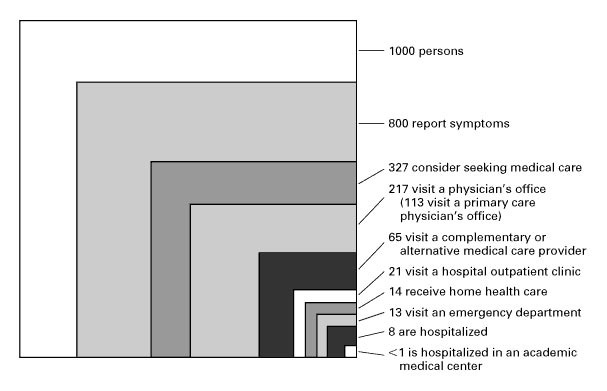 1000 persons
800 report symptoms
327 consider seeking medical care
217 visit a physician's office
(113 visit a primary care
physician's office)
65 visit a complementary or
alternative medical care provider
21 visit a hospital outpatient clinic
14 receive home health care
13 visit an emergency department
8 are hospitalized
<1 is hospitalized in an academic
medical center